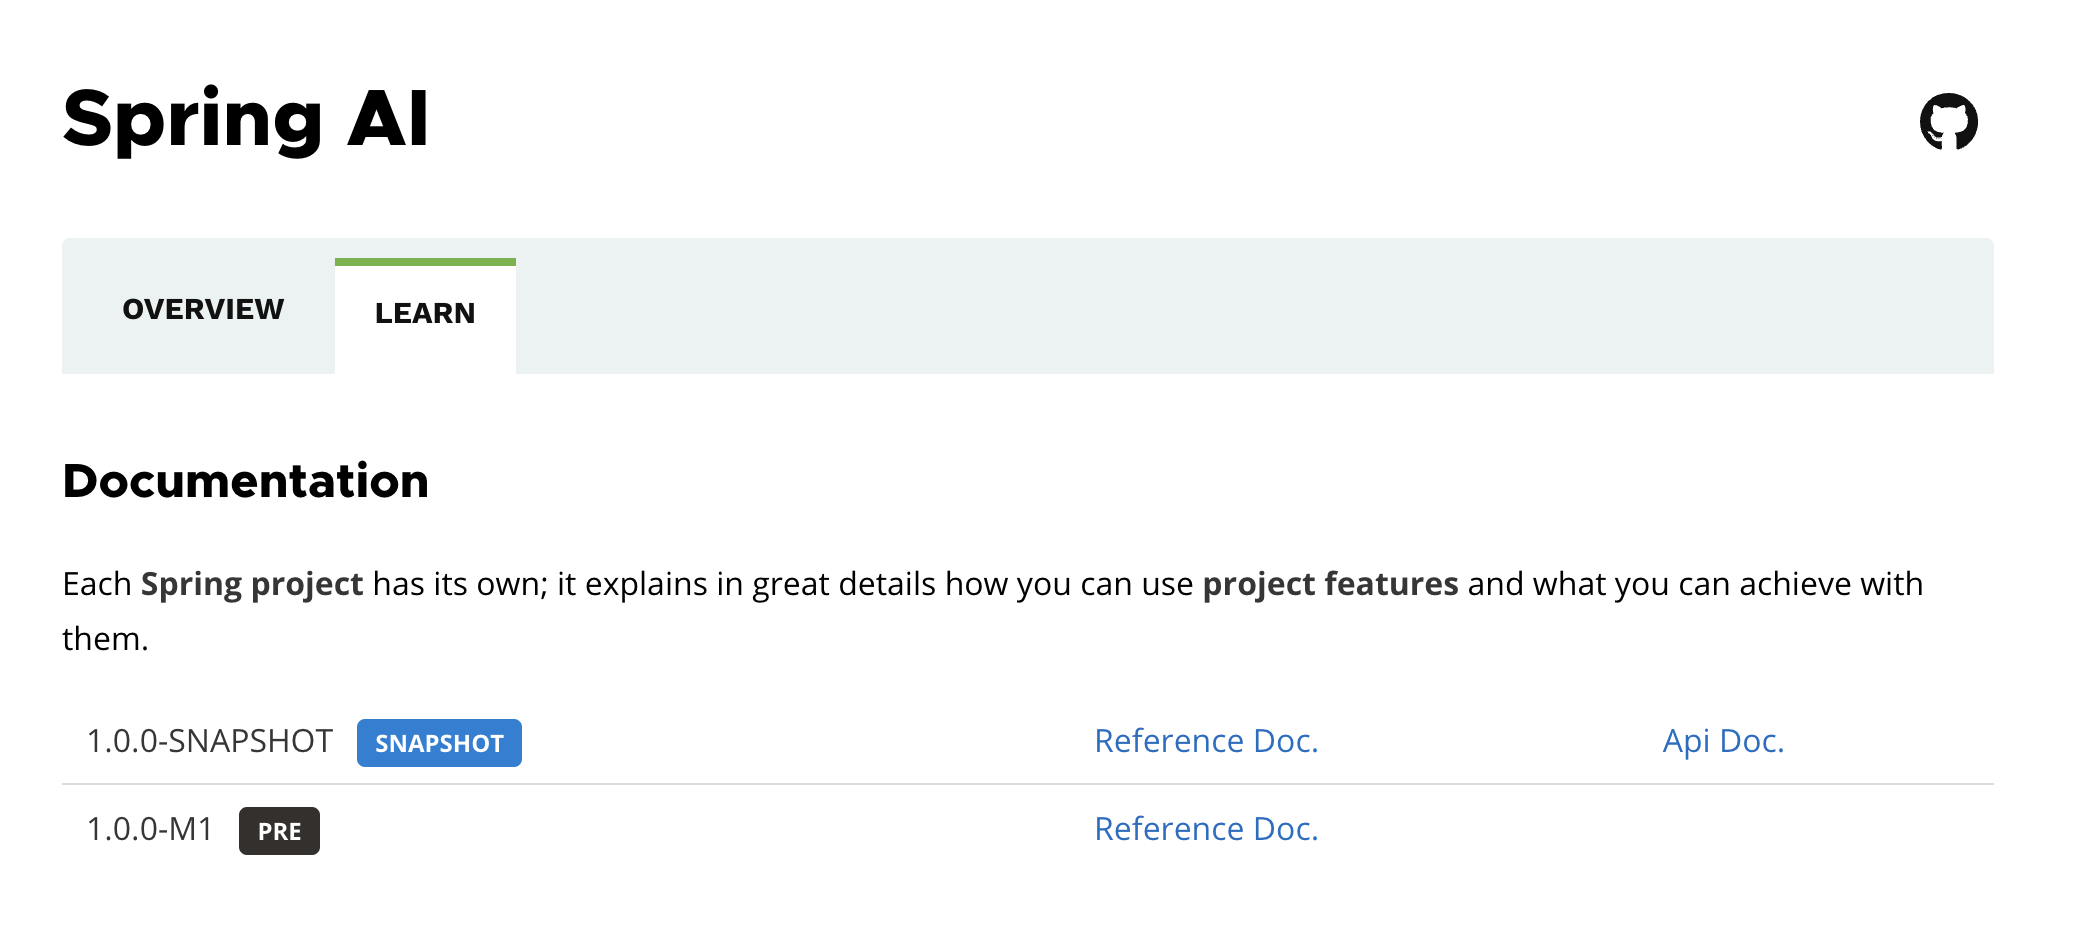 Spring AI
OVERVIEW
LEARN
Documentation
Each Spring project has its own; it explains in great details how you can use project features and what you can achieve with
them.
1.0.0-SNAPSHOT SNAPSHOT Reference Doc. Api Doc.
1.0.0-M1 PRE Reference Doc.